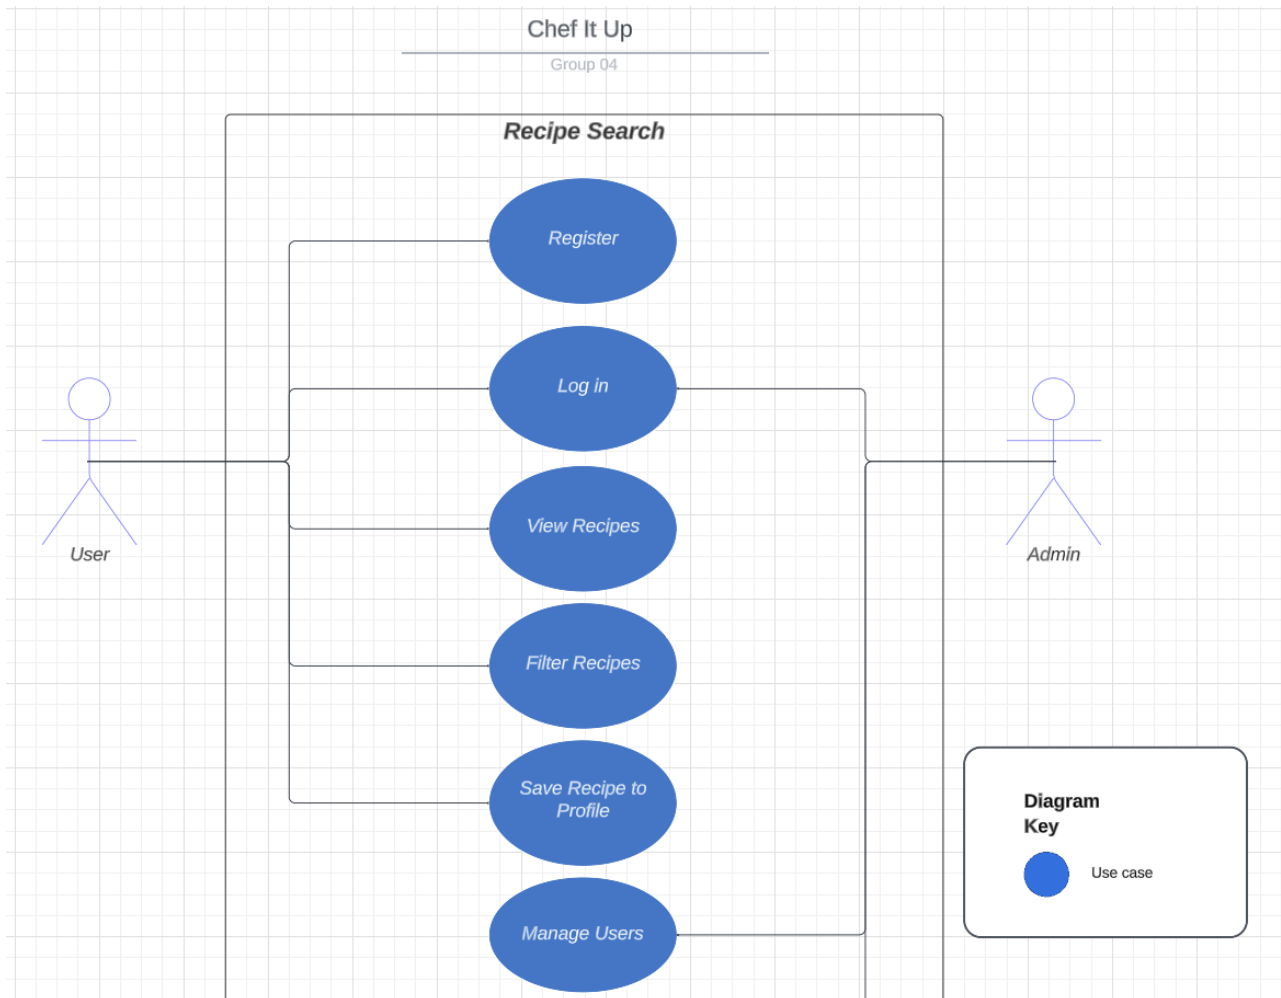 Chef It Up
Group 04
Recipe Search
Register
Log in
View Recipes
Filter Recipes
Save Recipe to
Profile
Manage Users
User
Admin
Diagram
Key
Use case